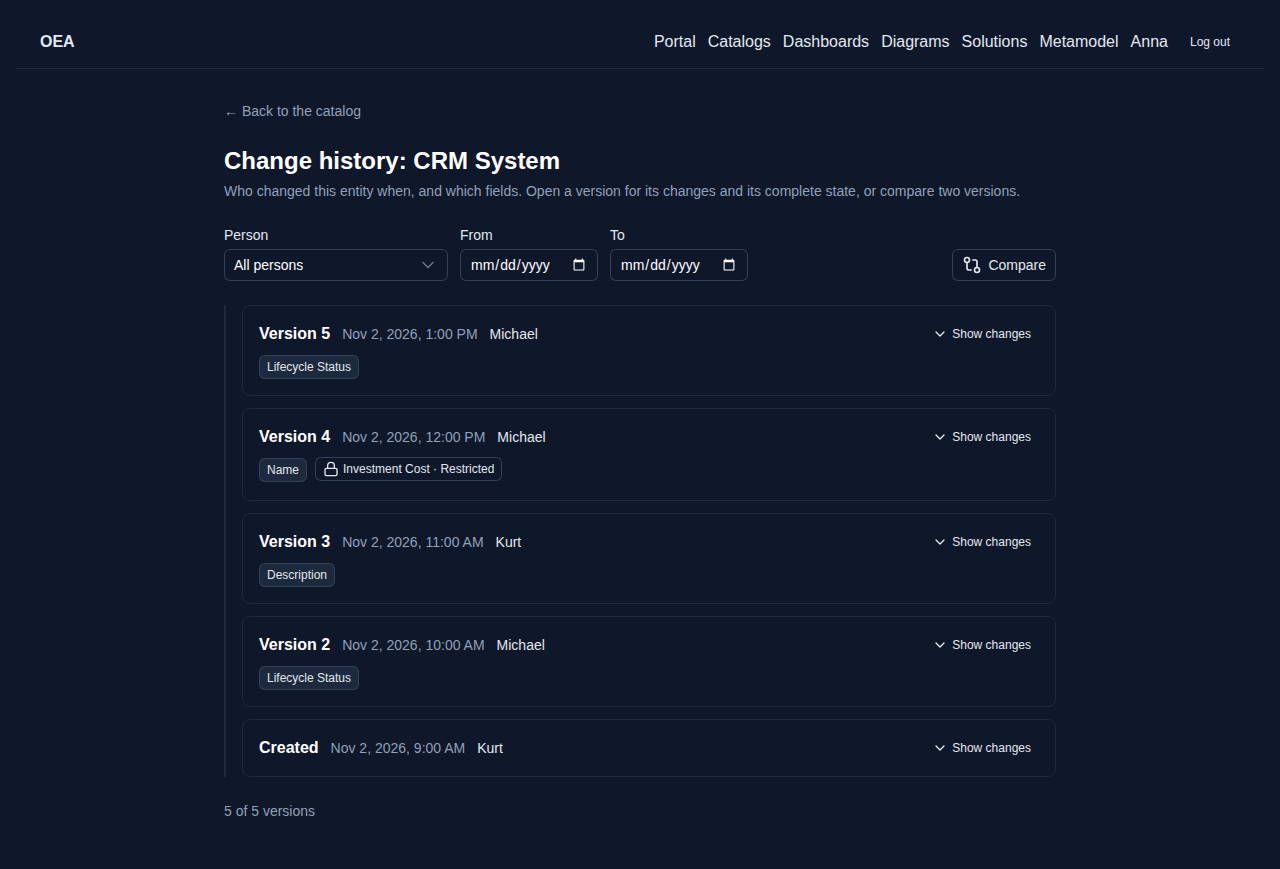 OEA
Portal Catalogs Dashboards Diagrams Solutions Metamodel Anna Log out
← Back to the catalog
Change history: CRM System
Who changed this entity when, and which fields. Open a version for its changes and its complete state, or compare two versions.
Person From To
All persons mm/dd/yyyy mm/dd/yyyy Compare
Version 5 Nov 2, 2026, 1:00 PM Michael Show changes
Lifecycle Status
Version 4 Nov 2, 2026, 12:00 PM Michael Show changes
Name Investment Cost · Restricted
Version 3 Nov 2, 2026, 11:00 AM Kurt Show changes
Description
Version 2 Nov 2, 2026, 10:00 AM Michael Show changes
Lifecycle Status
Created Nov 2, 2026, 9:00 AM Kurt Show changes
5 of 5 versions